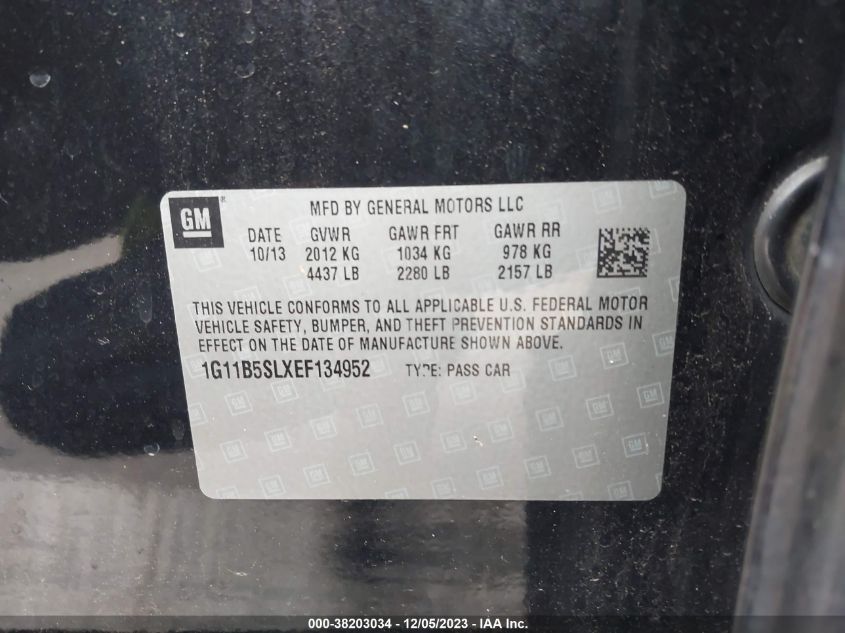 GM ®
MFD BY GENERAL MOTORS LLC
DATE GVWR GAWR FRT GAWR RR
10/13 2012 KG 1034 KG 978 KG
4437 LB 2280 LB 2157 LB
THIS VEHICLE CONFORMS TO ALL APPLICABLE U.S. FEDERAL MOTOR
VEHICLE SAFETY, BUMPER, AND THEFT PREVENTION STANDARDS IN
EFFECT ON THE DATE OF MANUFACTURE SHOWN ABOVE.
1G11B5SLXEF134952 TYPE: PASS CAR
000-38203034 - 12/05/2023 - IAA Inc.